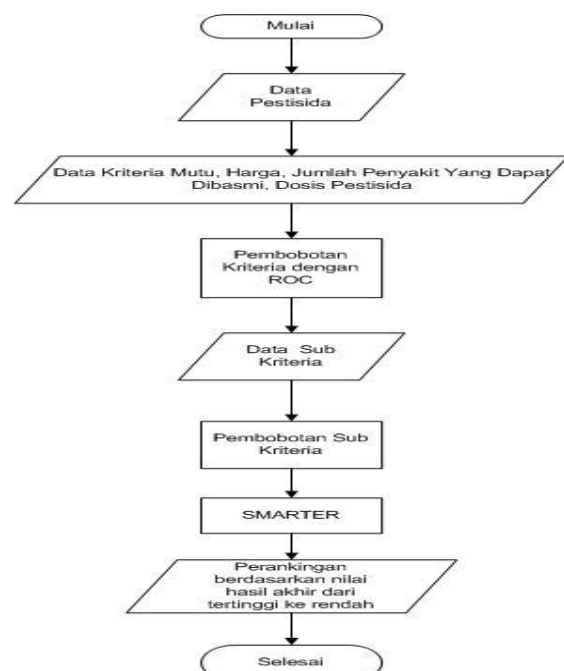 Mulai
Data
Pestisida
Data Kriteria Mutu, Harga, Jumlah Penyakit Yang Dapat
Dibasmi, Dosis Pestisida
Pembobotan
Kriteria dengan
ROC
Data Sub
Kriteria
Pembobotan Sub
Kriteria
SMARTER
Perankingan
berdasarkan nilai
hasil akhir dari
tertinggi ke rendah
Selesai